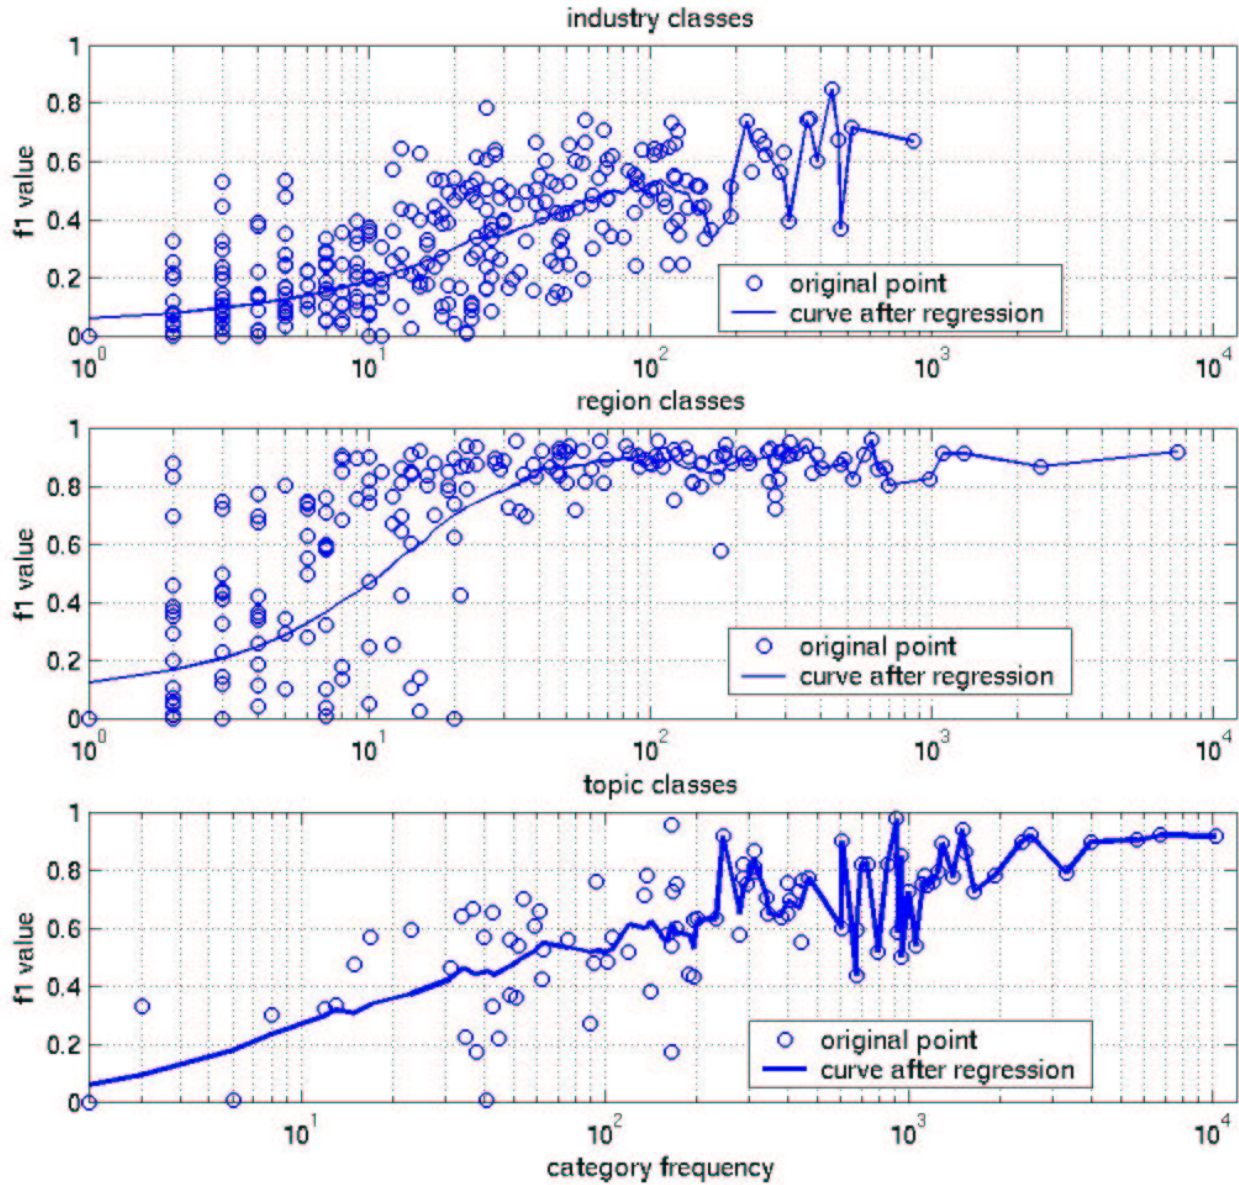 industry classes
1
0.8
0.6
0.4
0.2
0
f1 value
original point
curve after regression
10^0 10^1 10^2 10^3 10^4
region classes
1
0.8
0.6
0.4
0.2
0
f1 value
original point
curve after regression
10^0 10^1 10^2 10^3 10^4
topic classes
1
0.8
0.6
0.4
0.2
0
f1 value
original point
curve after regression
10^1 10^2 10^3 10^4
category frequency